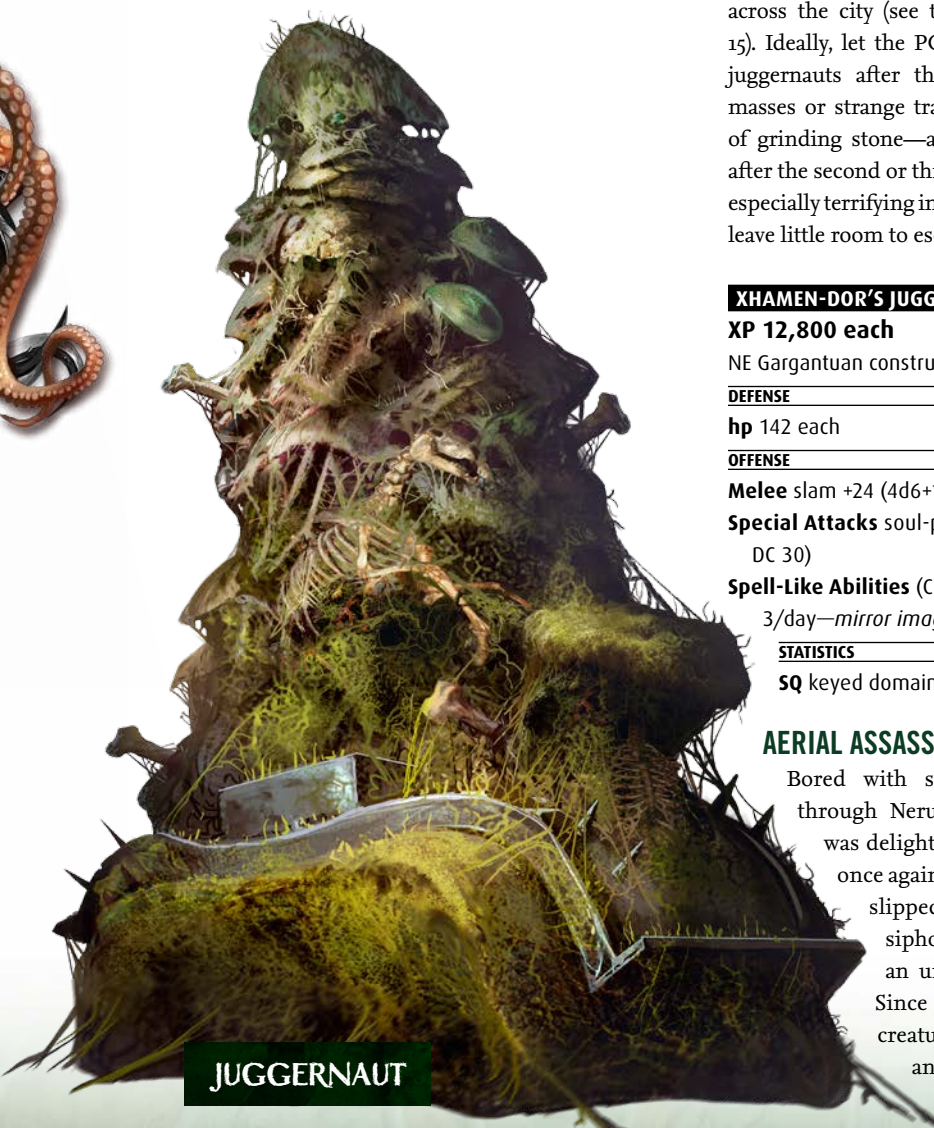 across the city (see t
15). Ideally, let the PC
juggernauts after th
masses or strange tra
of grinding stone—a
after the second or thi
especially terrifying in
leave little room to es
XHAMEN-DOR'S JUGG
XP 12,800 each
NE Gargantuan constru
DEFENSE
hp 142 each
OFFENSE
Melee slam +24 (4d6+1
Special Attacks soul-p
DC 30)
Spell-Like Abilities (C
3/day—mirror imag
STATISTICS
SQ keyed domain
AERIAL ASSASS
Bored with s
through Neru
was delight
once again
slipped
sipho
an u
Since
creatu
an
JUGGERNAUT